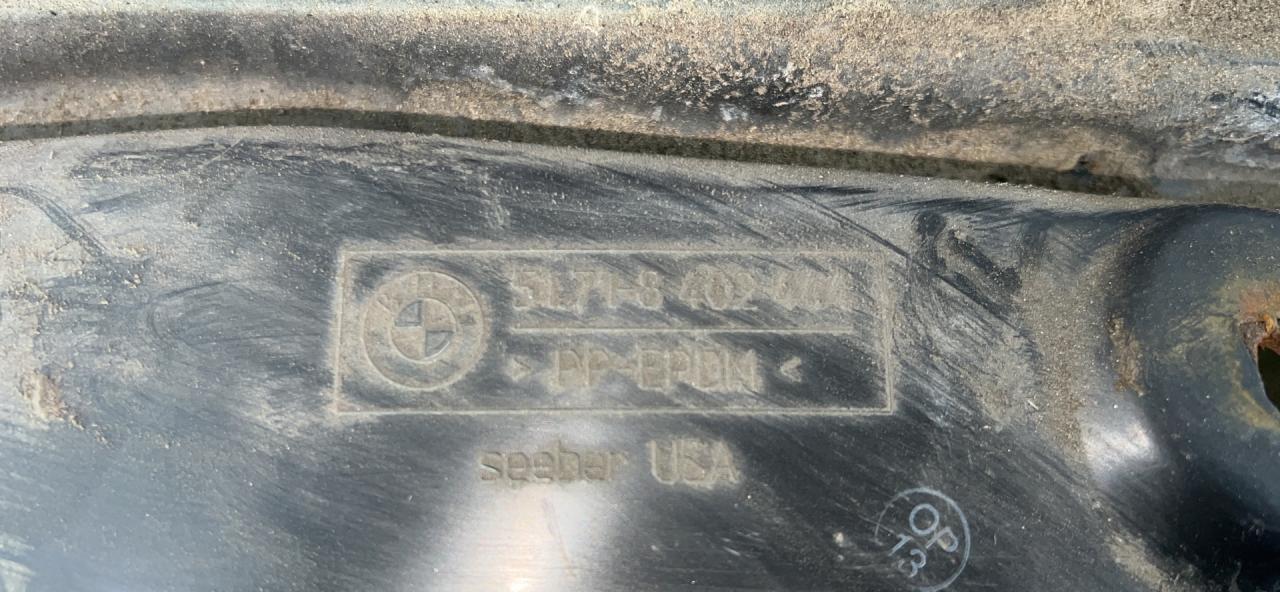 51.71-8 402
> PP-EPDM <
seeber USA
OP
13